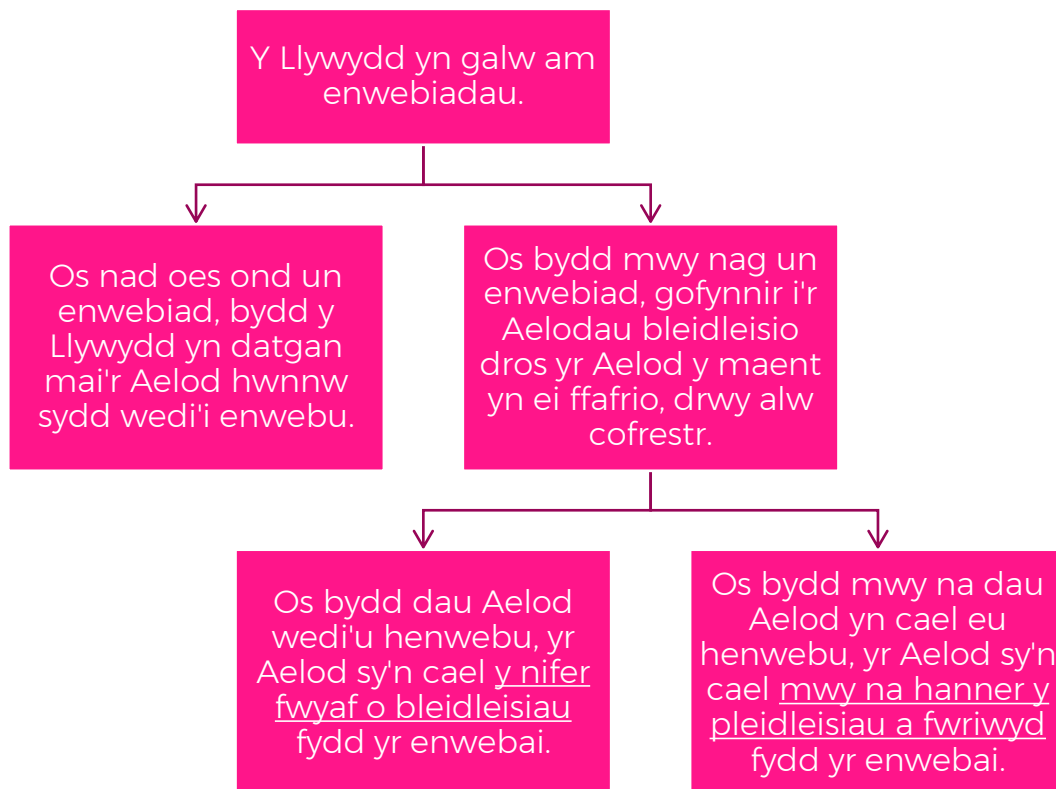 Y Llywydd yn galw am
enwebiadau.
Os nad oes ond un
enwebiad, bydd y
Llywydd yn datgan
mai'r Aelod hwnnw
sydd wedi'i enwebu.
Os bydd mwy nag un
enwebiad, gofynnir i'r
Aelodau bleidleisio
dros yr Aelod y maent
yn ei ffafrio, drwy alw
cofrestr.
Os bydd dau Aelod
wedi'u henwebu, yr
Aelod sy'n cael y nifer
fwyaf o bleidleisiau
fydd yr enwebai.
Os bydd mwy na dau
Aelod yn cael eu
henwebu, yr Aelod sy'n
cael mwy na hanner y
pleidleisiau a fwriwyd
fydd yr enwebai.